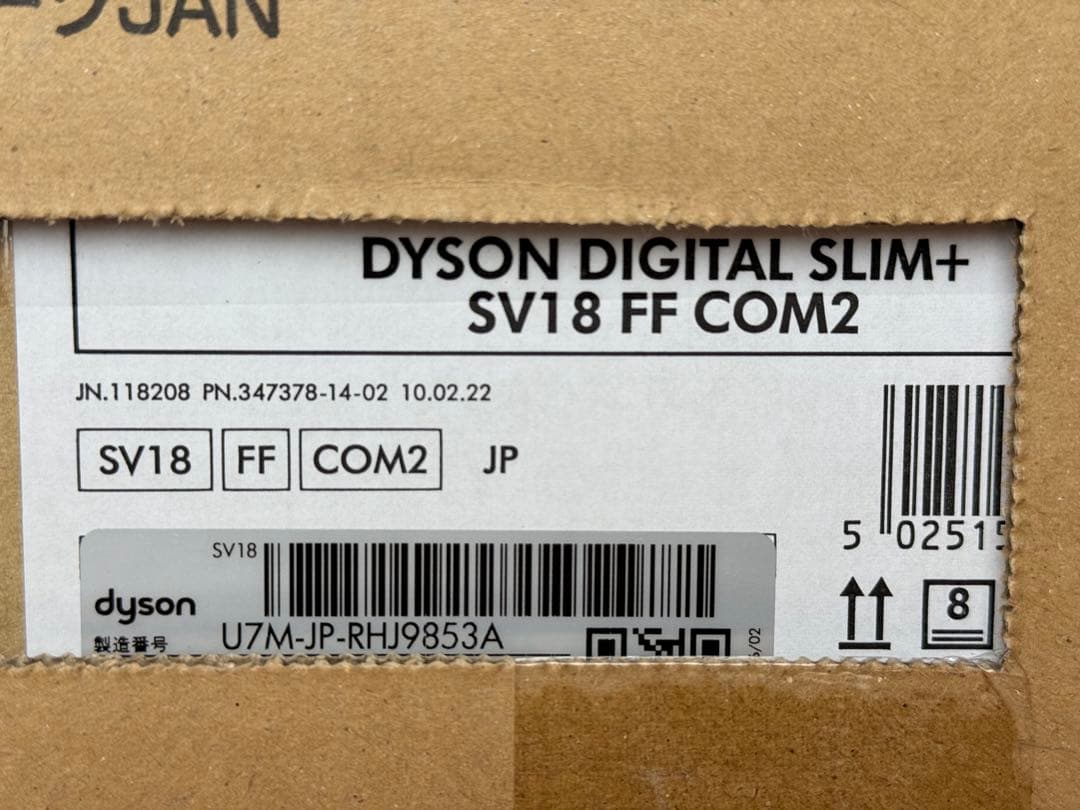 JAN
DYSON DIGITAL SLIM+
SV18 FF COM2
JN.118208 PN.347378-14-02 10.02.22
SV18 FF COM2 JP
5 02515
SV18
dyson
製造番号 U7M-JP-RHJ9853A
8